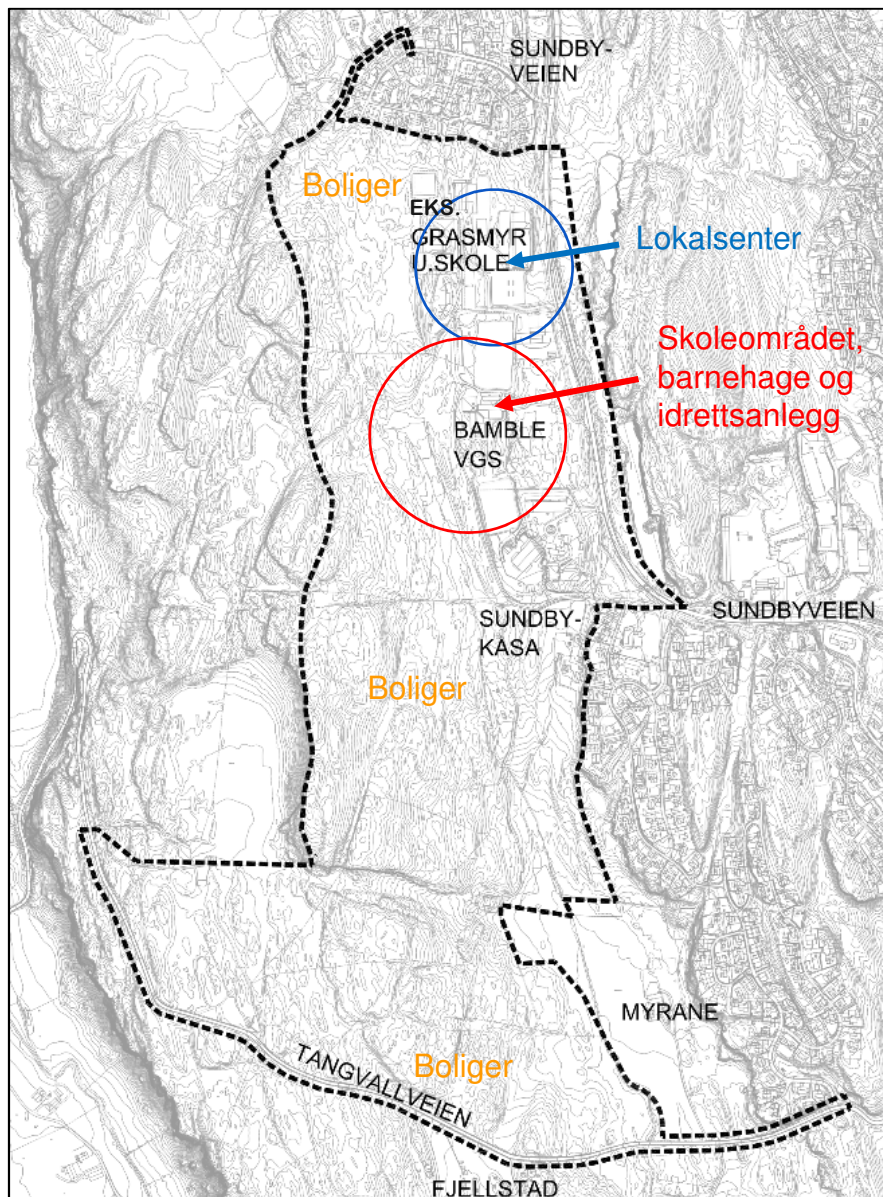 SUNDBY-
VEIEN
Boliger
EKS.
GRASMYR
U.SKOLE
Lokalsenter
Skoleområdet,
barnehage og
idrettsanlegg
BAMBLE
VGS
SUNDBY-
KASA
SUNDBYVEIEN
Boliger
MYRANE
TANGVALLVEIEN
Boliger
FJELLSTAD